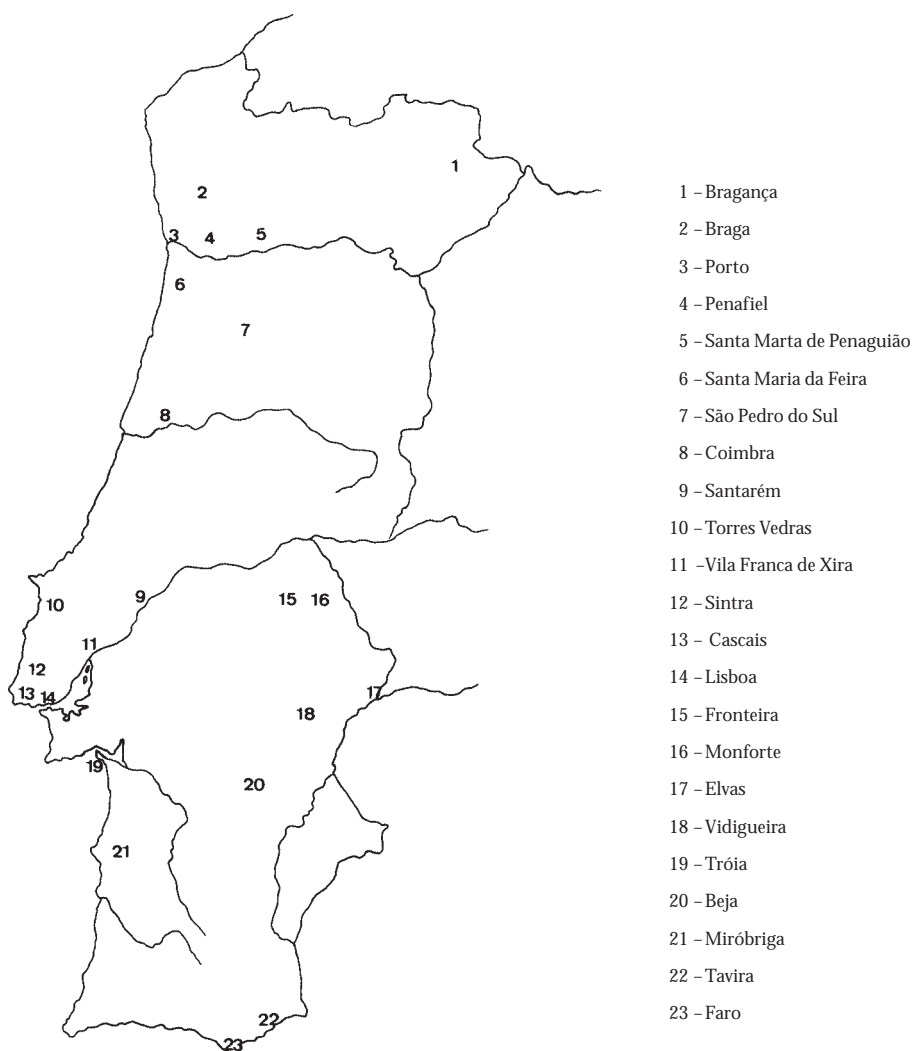 1
2
3
4
5
6
7
8
9
10
11
12
13
14
15
16
17
18
19
20
21
22
23
1 – Bragança
2 – Braga
3 – Porto
4 – Penafiel
5 – Santa Marta de Penaguião
6 – Santa Maria da Feira
7 – São Pedro do Sul
8 – Coimbra
9 – Santarém
10 – Torres Vedras
11 – Vila Franca de Xira
12 – Sintra
13 – Cascais
14 – Lisboa
15 – Fronteira
16 – Monforte
17 – Elvas
18 – Vidigueira
19 – Tróia
20 – Beja
21 – Miróbriga
22 – Tavira
23 – Faro